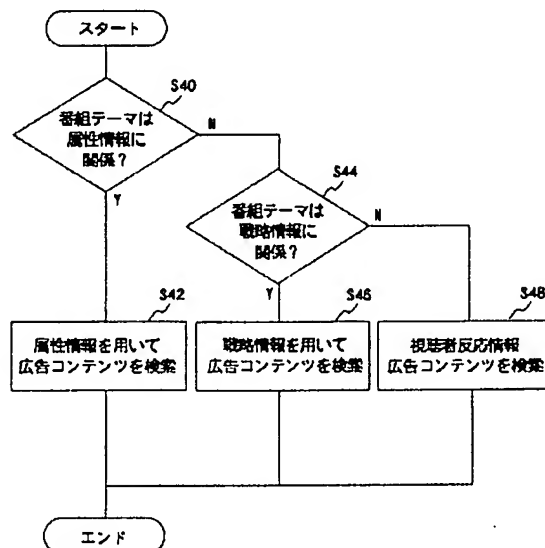 スタート
S40
番組テーマは
属性情報に
関係？
N
Y
S44
番組テーマは
戦略情報に
関係？
N
Y
S42
属性情報を用いて
広告コンテンツを検索
S46
戦略情報を用いて
広告コンテンツを検索
S48
視聴者反応情報
広告コンテンツを検索
エンド